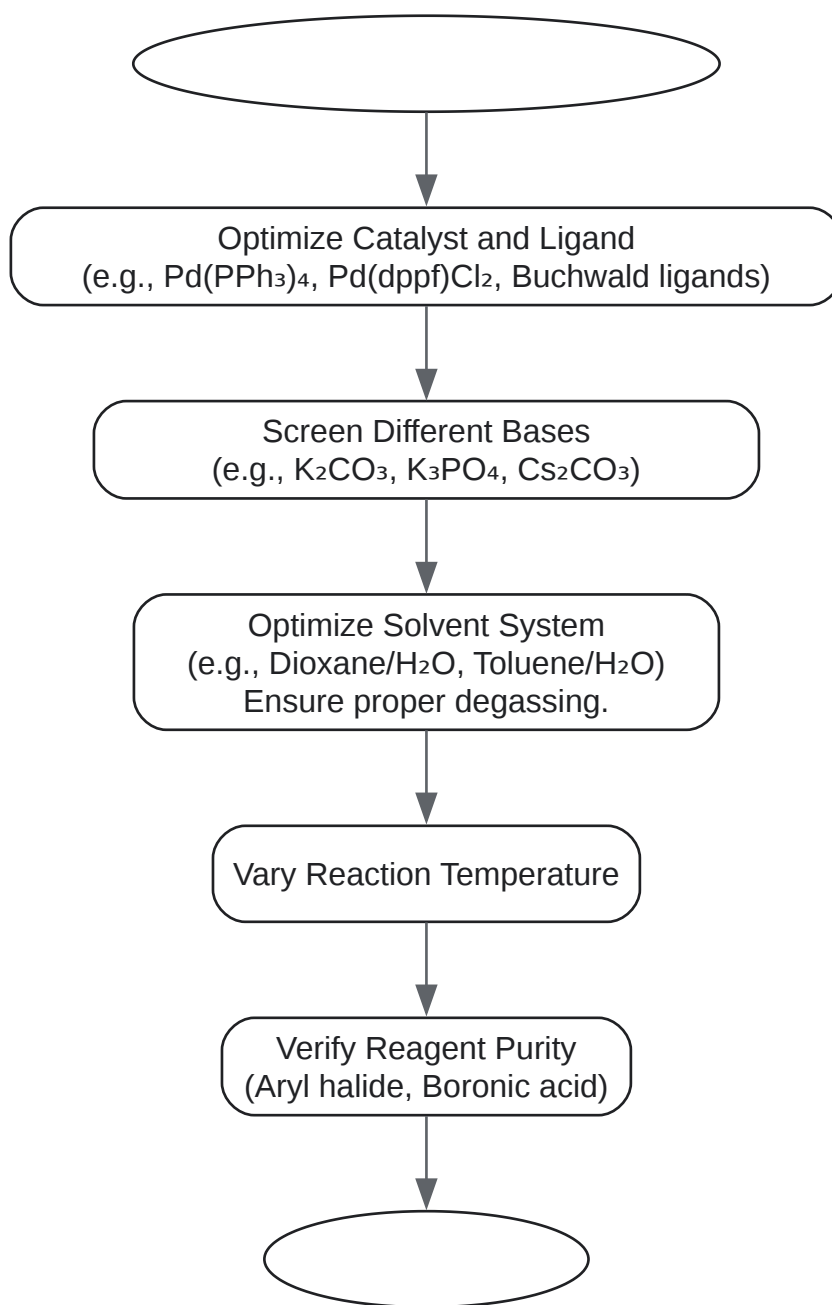 Optimize Catalyst and Ligand
(e.g., Pd(PPh₃)₄, Pd(dppf)Cl₂, Buchwald ligands)
Screen Different Bases
(e.g., K₂CO₃, K₃PO₄, Cs₂CO₃)
Optimize Solvent System
(e.g., Dioxane/H₂O, Toluene/H₂O)
Ensure proper degassing.
Vary Reaction Temperature
Verify Reagent Purity
(Aryl halide, Boronic acid)